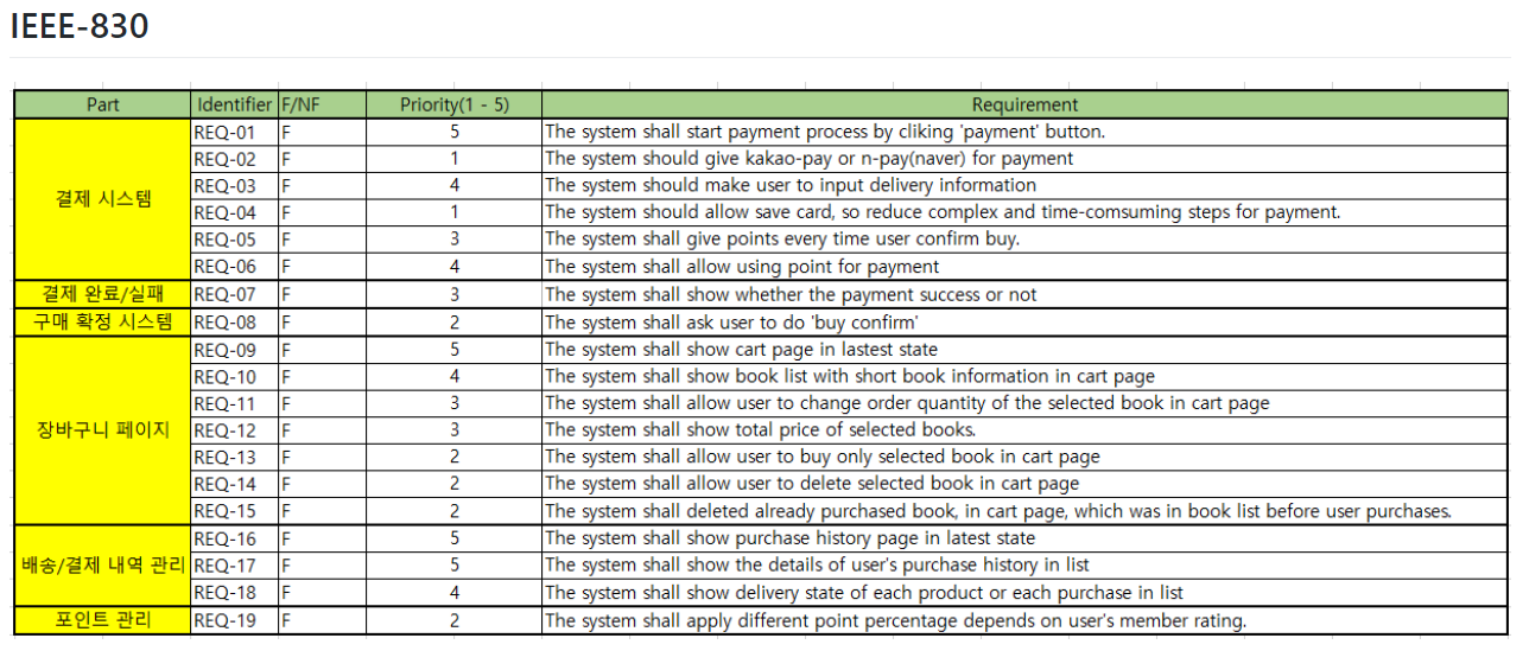 IEEE-830
Part Identifier F/NF Priority(1 - 5) Requirement
결제 시스템
REQ-01 F 5 The system shall start payment process by cliking 'payment' button.
REQ-02 F 1 The system should give kakao-pay or n-pay(naver) for payment
REQ-03 F 4 The system should make user to input delivery information
REQ-04 F 1 The system should allow save card, so reduce complex and time-comsuming steps for payment.
REQ-05 F 3 The system shall give points every time user confirm buy.
REQ-06 F 4 The system shall allow using point for payment
결제 완료/실패 REQ-07 F 3 The system shall show whether the payment success or not
구매 확정 시스템 REQ-08 F 2 The system shall ask user to do 'buy confirm'
장바구니 페이지
REQ-09 F 5 The system shall show cart page in lastest state
REQ-10 F 4 The system shall show book list with short book information in cart page
REQ-11 F 3 The system shall allow user to change order quantity of the selected book in cart page
REQ-12 F 3 The system shall show total price of selected books.
REQ-13 F 2 The system shall allow user to buy only selected book in cart page
REQ-14 F 2 The system shall allow user to delete selected book in cart page
REQ-15 F 2 The system shall deleted already purchased book, in cart page, which was in book list before user purchases.
배송/결제 내역 관리
REQ-16 F 5 The system shall show purchase history page in latest state
REQ-17 F 5 The system shall show the details of user's purchase history in list
REQ-18 F 4 The system shall show delivery state of each product or each purchase in list
포인트 관리 REQ-19 F 2 The system shall apply different point percentage depends on user's member rating.